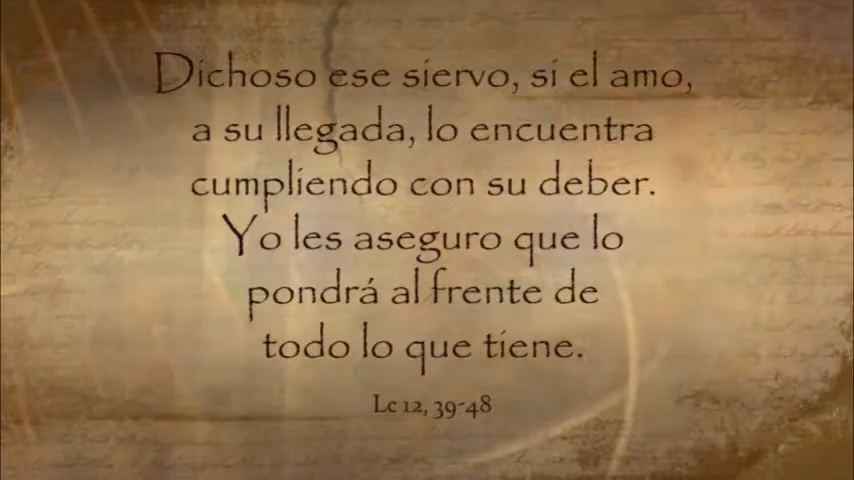 Dichoso ese siervo, si el amo,
a su llegada, lo encuentra
cumpliendo con su deber.
Yo les aseguro que lo
pondrá al frente de
todo lo que tiene.
Lc 12, 39-48